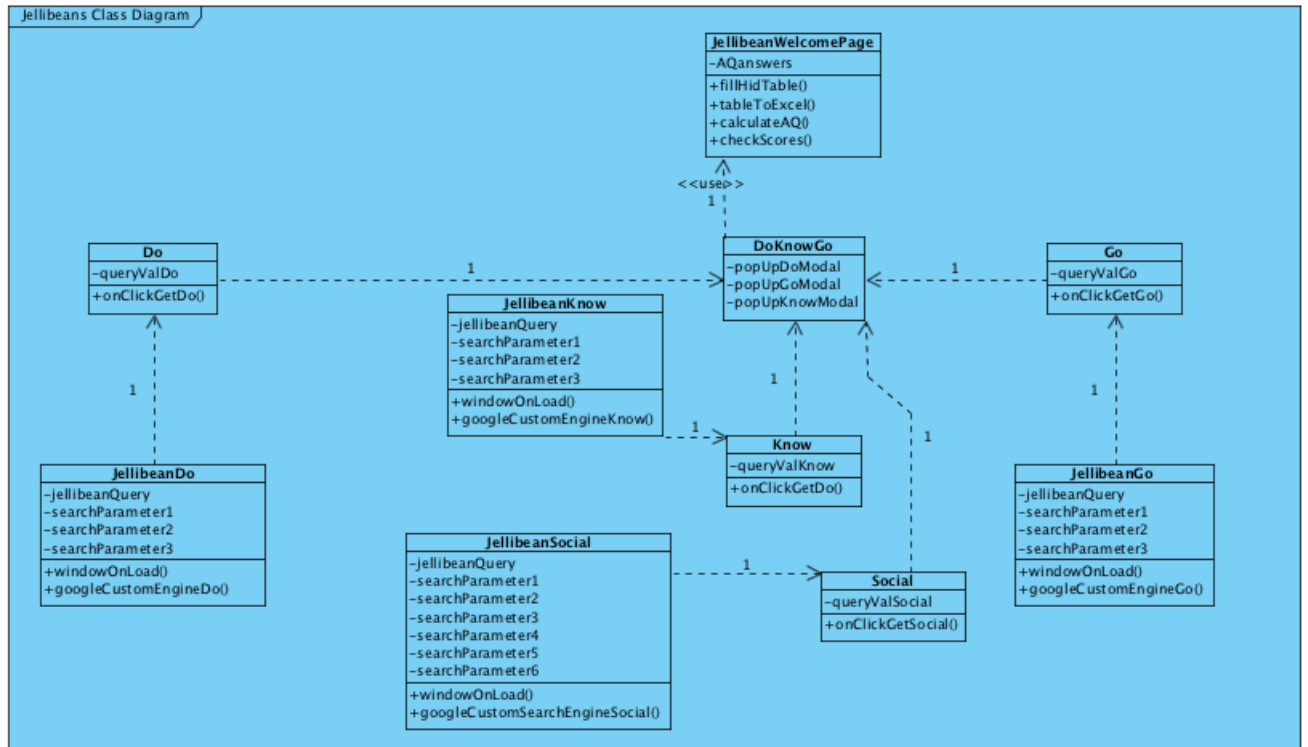 Jellibeans Class Diagram
JellibeanWelcomePage
-AQanswers
+fillHidTable()
+tableToExcel()
+calculateAQ()
+checkScores()
<<use>>
1
Do
-queryValDo
+onClickGetDo()
1
DoKnowGo
-popUpDoModal
-popUpGoModal
-popUpKnowModal
1
Go
-queryValGo
+onClickGetGo()
JellibeanKnow
-jellibeanQuery
-searchParameter1
-searchParameter2
-searchParameter3
+windowOnLoad()
+googleCustomEngineKnow()
1
1
1
1
1
Know
-queryValKnow
+onClickGetDo()
JellibeanDo
-jellibeanQuery
-searchParameter1
-searchParameter2
-searchParameter3
+windowOnLoad()
+googleCustomEngineDo()
JellibeanGo
-jellibeanQuery
-searchParameter1
-searchParameter2
-searchParameter3
+windowOnLoad()
+googleCustomEngineGo()
JellibeanSocial
-jellibeanQuery
-searchParameter1
-searchParameter2
-searchParameter3
-searchParameter4
-searchParameter5
-searchParameter6
+windowOnLoad()
+googleCustomSearchEngineSocial()
1
Social
-queryValSocial
+onClickGetSocial()